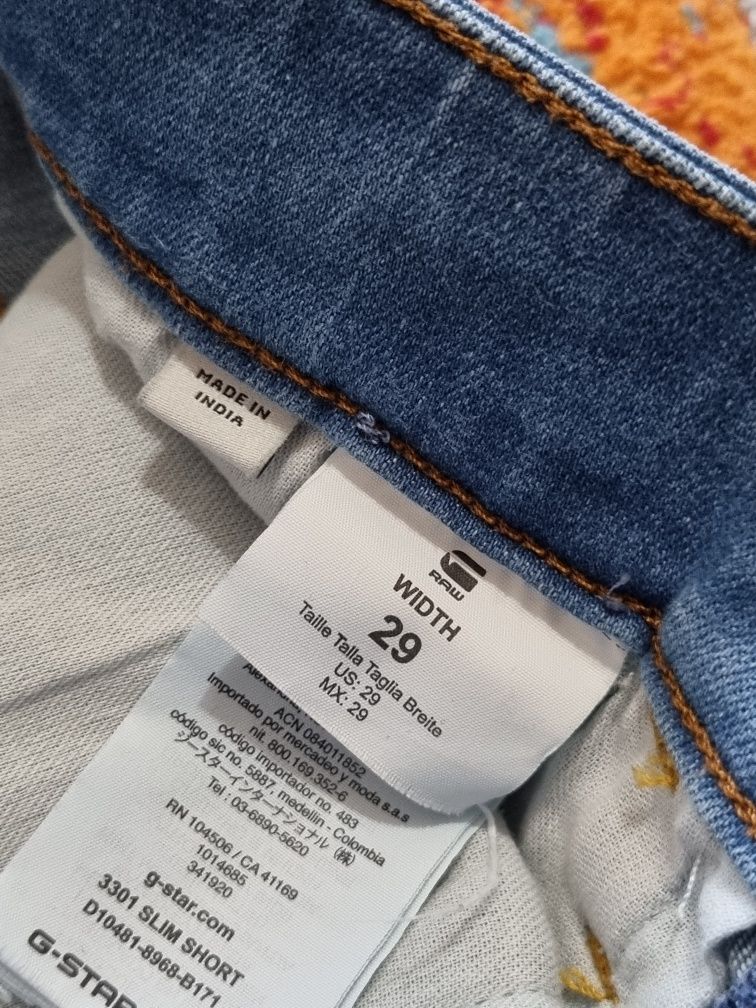 MADE IN
INDIA
RAW
WIDTH
29
Taille Talla Taglia Breite
US: 29
MX: 29
ACN 084011852
Importado por mercadeo y moda s.a.s
nit. 800.169.352-6
código importador no. 483
código sic no. 5887, medellin - Colombia
ジースターインターナショナル（株）
Tel : 03-6890-5620
RN 104506 / CA 41169
1014685
341920
g-star.com
3301 SLIM SHORT
D10481-8968-B171
G-STAR